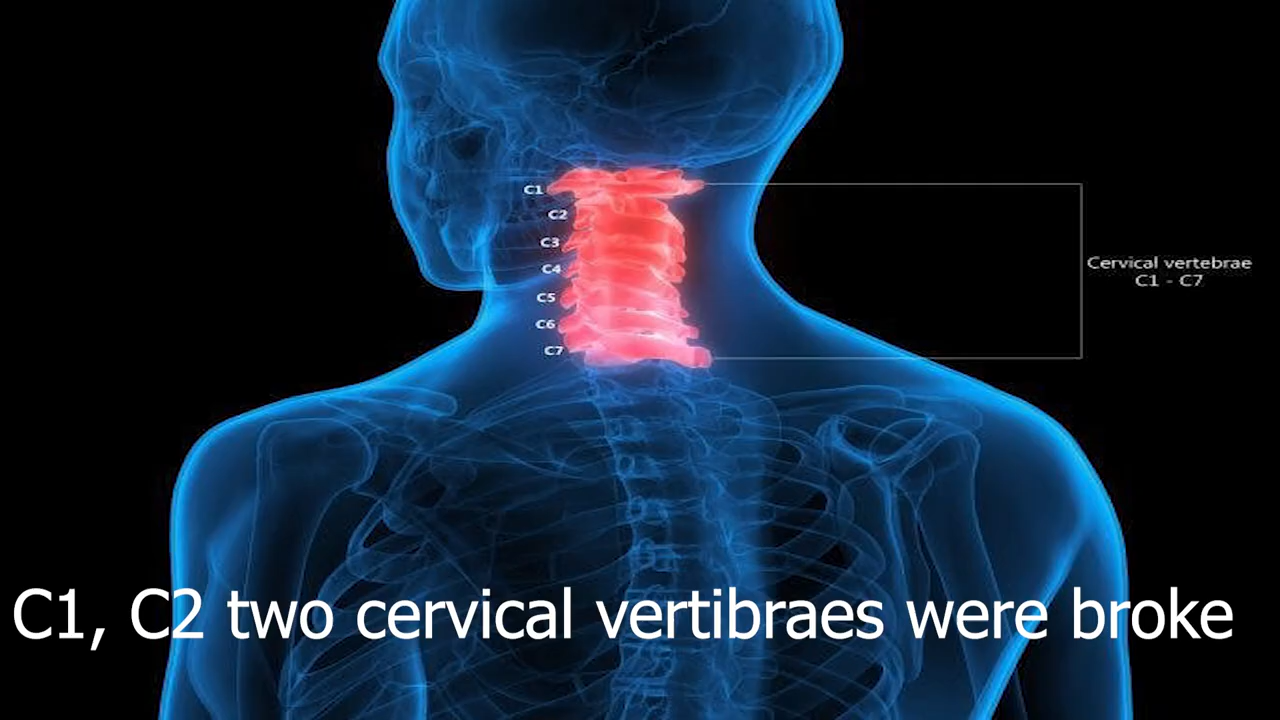 C1
C2
C3
C4
C5
C6
C7
Cervical vertebrae
C1 - C7
C1, C2 two cervical vertibraes were broke